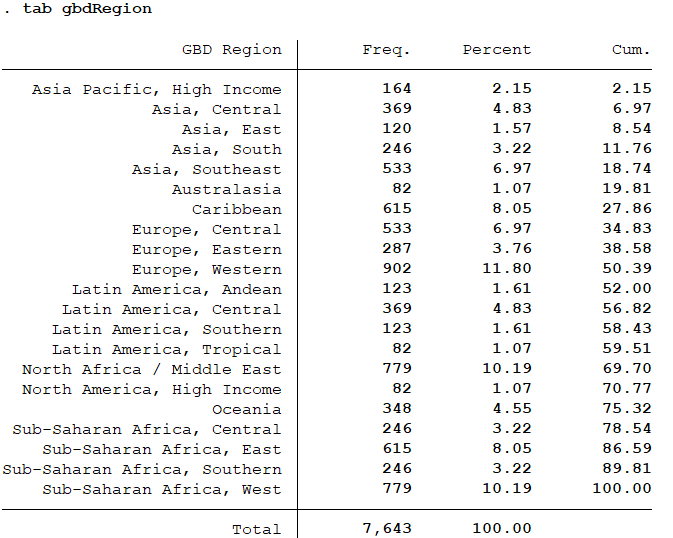 . tab gbdRegion
GBD Region Freq. Percent Cum.
Asia Pacific, High Income 164 2.15 2.15
Asia, Central 369 4.83 6.97
Asia, East 120 1.57 8.54
Asia, South 246 3.22 11.76
Asia, Southeast 533 6.97 18.74
Australasia 82 1.07 19.81
Caribbean 615 8.05 27.86
Europe, Central 533 6.97 34.83
Europe, Eastern 287 3.76 38.58
Europe, Western 902 11.80 50.39
Latin America, Andean 123 1.61 52.00
Latin America, Central 369 4.83 56.82
Latin America, Southern 123 1.61 58.43
Latin America, Tropical 82 1.07 59.51
North Africa / Middle East 779 10.19 69.70
North America, High Income 82 1.07 70.77
Oceania 348 4.55 75.32
Sub-Saharan Africa, Central 246 3.22 78.54
Sub-Saharan Africa, East 615 8.05 86.59
Sub-Saharan Africa, Southern 246 3.22 89.81
Sub-Saharan Africa, West 779 10.19 100.00
Total 7,643 100.00